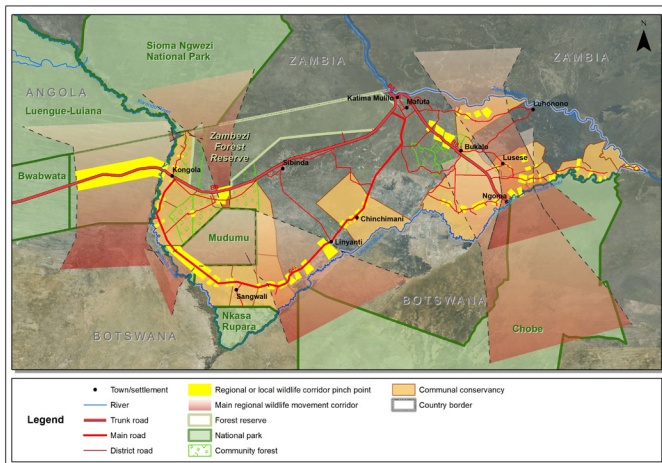 Sioma Ngwezi
National Park
ZAMBIA
ZAMBIA
N
ANGOLA
Luengue-Luiana
Katima Mulilo
Mafuta
Luhonono
Zambezi
Forest
Reserve
Bukalo
Bwabwata
Kongola
Sibinda
Lusese
Ngoma
Chinchimani
Mudumu
Linyanti
Sangwali
BOTSWANA
BOTSWANA
Nkasa
Rupara
Chobe
Legend
Town/settlement
River
Trunk road
Main road
District road
Regional or local wildlife corridor pinch point
Main regional wildlife movement corridor
Forest reserve
National park
Community forest
Communal conservancy
Country border